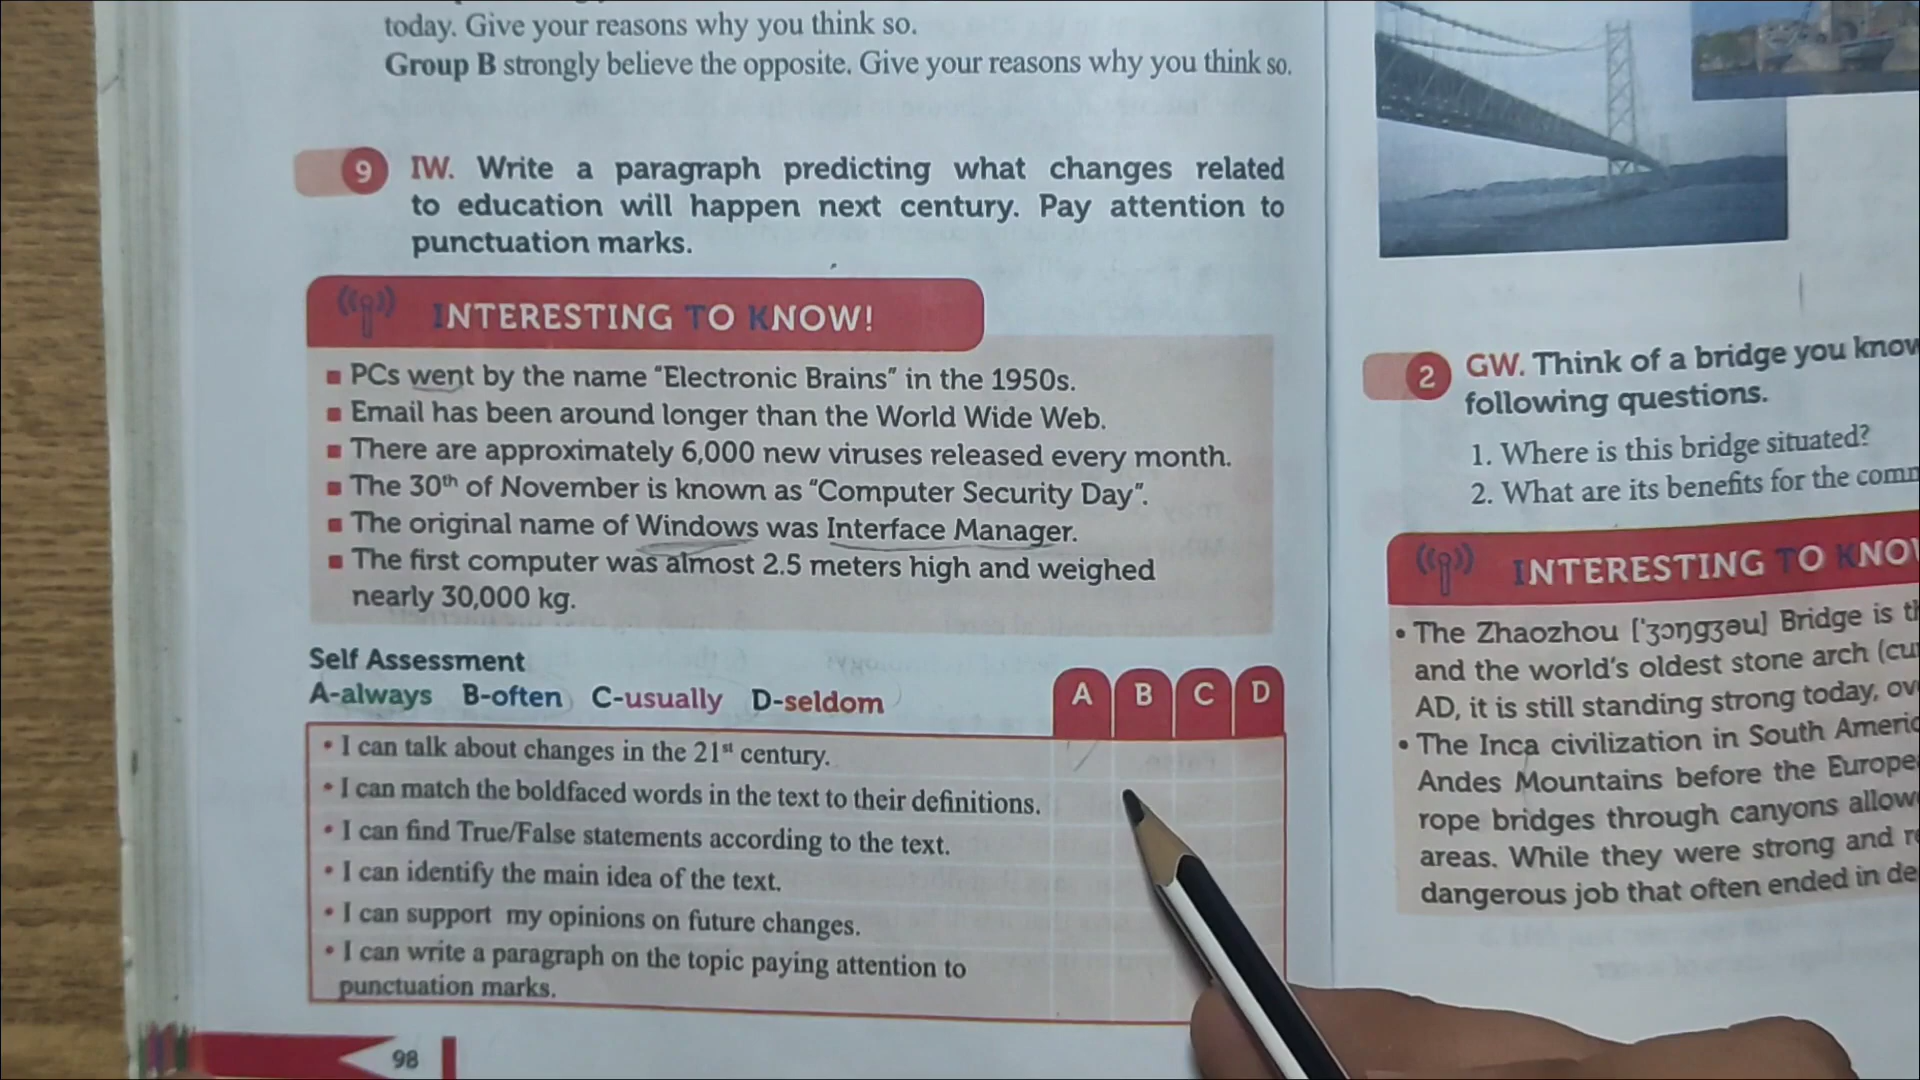 today. Give your reasons why you think so.
Group B strongly believe the opposite. Give your reasons why you think so.
9 IW. Write a paragraph predicting what changes related
to education will happen next century. Pay attention to
punctuation marks.
INTERESTING TO KNOW!
▪ PCs went by the name “Electronic Brains” in the 1950s.
▪ Email has been around longer than the World Wide Web.
▪ There are approximately 6,000 new viruses released every month.
▪ The 30th of November is known as “Computer Security Day”.
▪ The original name of Windows was Interface Manager.
▪ The first computer was almost 2.5 meters high and weighed
nearly 30,000 kg.
Self Assessment
A-always B-often C-usually D-seldom
A B C D
• I can talk about changes in the 21st century.
• I can match the boldfaced words in the text to their definitions.
• I can find True/False statements according to the text.
• I can identify the main idea of the text.
• I can support my opinions on future changes.
• I can write a paragraph on the topic paying attention to
punctuation marks.
98
2 GW. Think of a bridge you know
following questions.
1. Where is this bridge situated?
2. What are its benefits for the
INTERESTING TO
• The Zhaozhou ['ʒɔŋgʒəu] Bridge is
and the world's oldest stone arch
AD, it is still standing strong today,
• The Inca civilization in South
Andes Mountains before the
rope bridges through canyons
areas. While they were strong and
dangerous job that often ended in